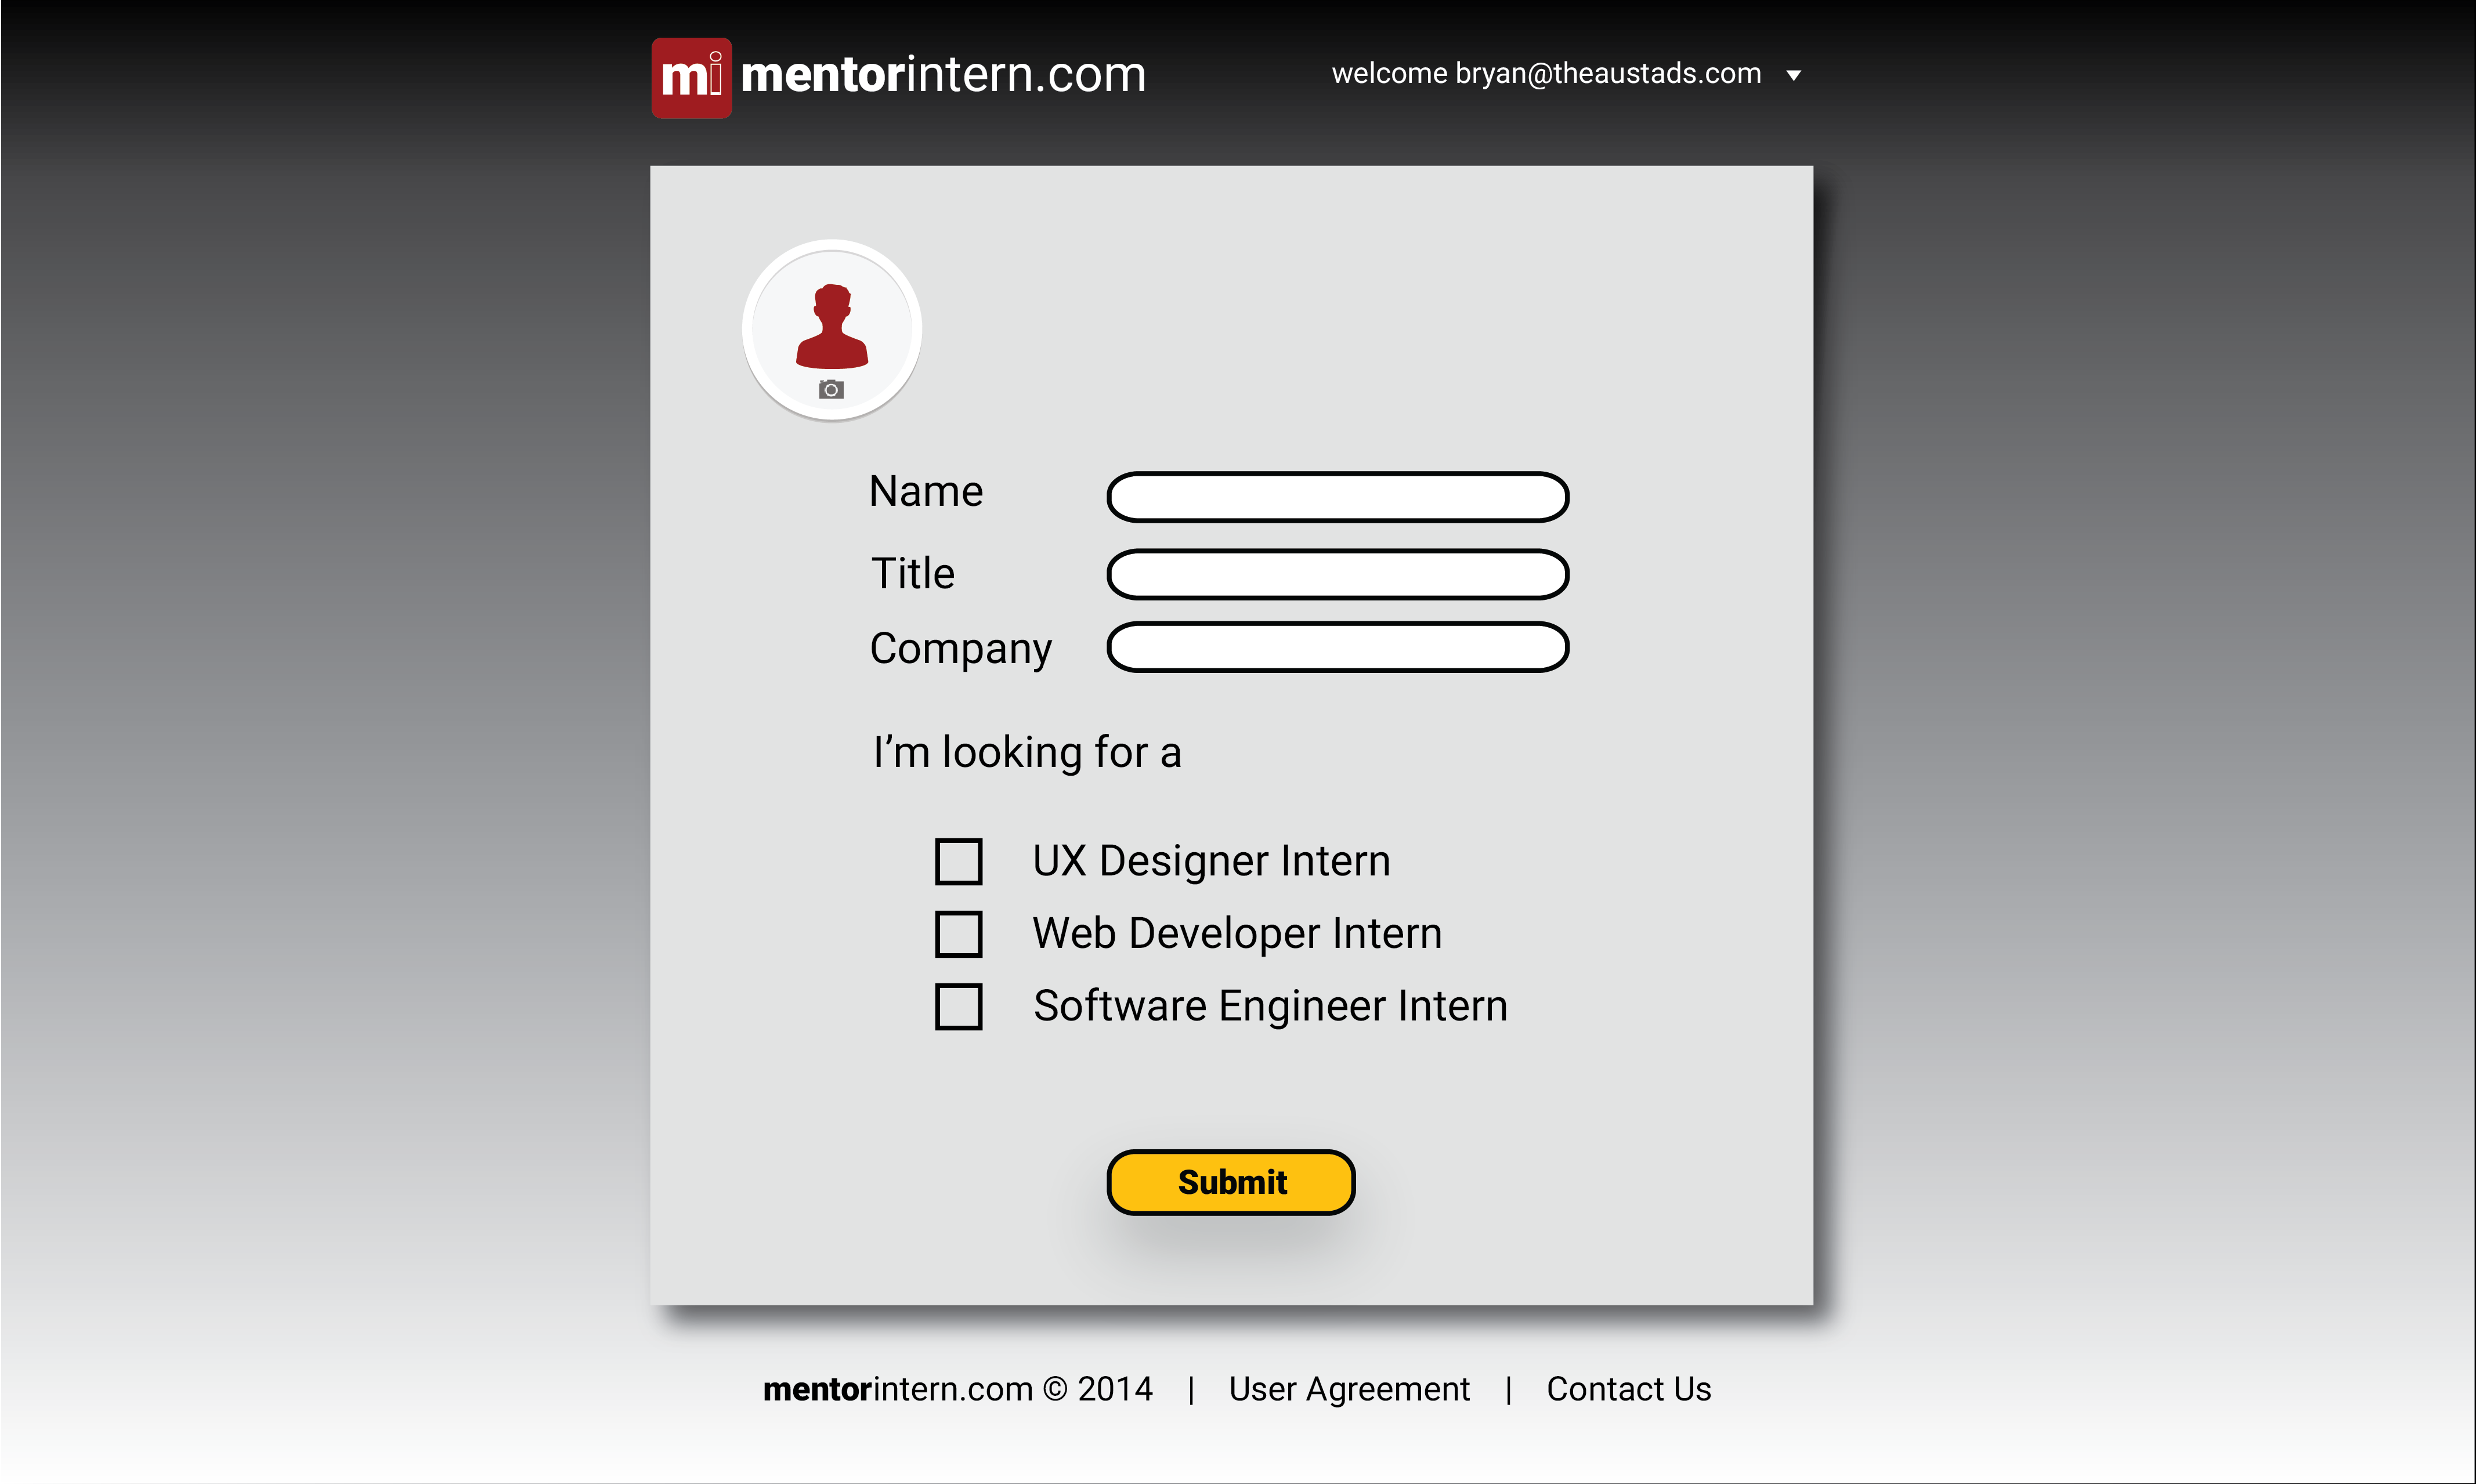 mi mentorintern.com
welcome bryan@theaustads.com
Name
Title
Company
I’m looking for a
UX Designer Intern
Web Developer Intern
Software Engineer Intern
Submit
mentorintern.com © 2014 | User Agreement | Contact Us